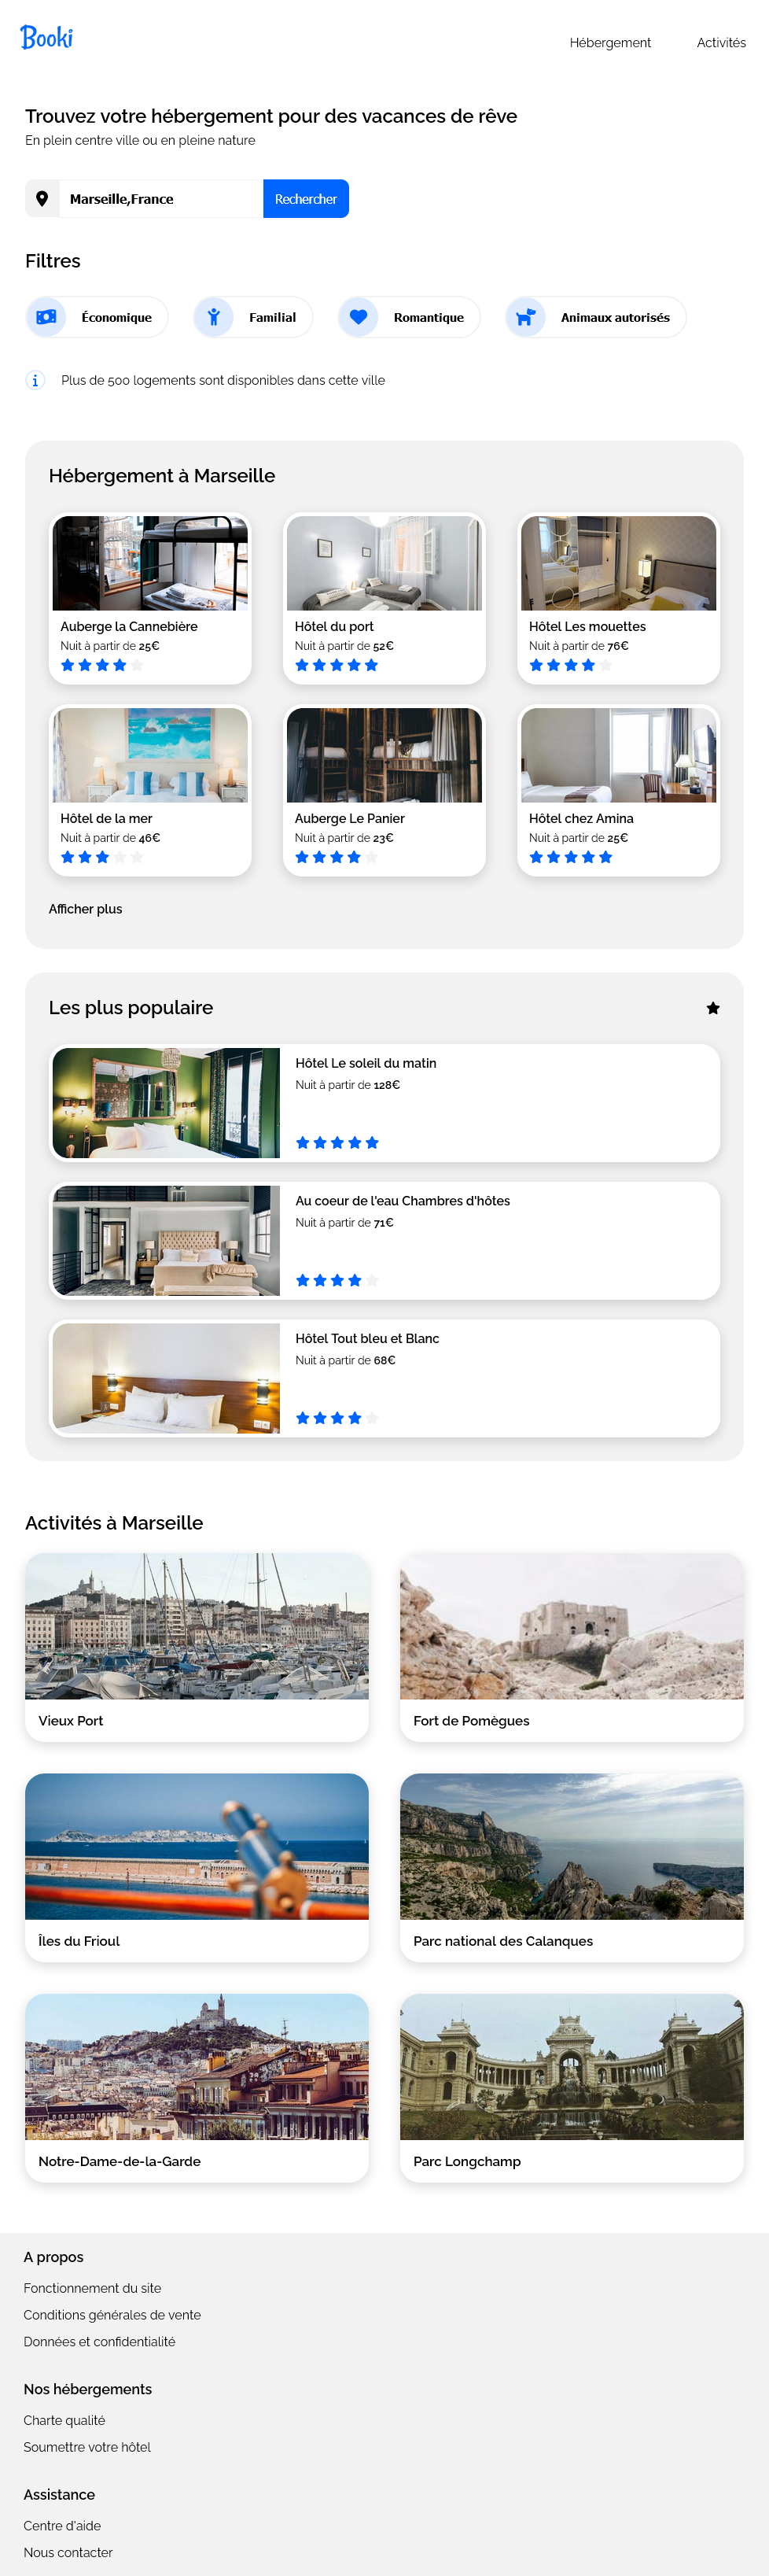 Booki
Hébergement
Activités
Trouvez votre hébergement pour des vacances de rêve
En plein centre ville ou en pleine nature
Marseille,France
Rechercher
Filtres
Économique
Familial
Romantique
Animaux autorisés
Plus de 500 logements sont disponibles dans cette ville
Hébergement à Marseille
Auberge la Cannebière
Nuit à partir de 25€
Hôtel du port
Nuit à partir de 52€
Hôtel Les mouettes
Nuit à partir de 76€
Hôtel de la mer
Nuit à partir de 46€
Auberge Le Panier
Nuit à partir de 23€
Hôtel chez Amina
Nuit à partir de 25€
Afficher plus
Les plus populaire
Hôtel Le soleil du matin
Nuit à partir de 128€
Au coeur de l'eau Chambres d'hôtes
Nuit à partir de 71€
Hôtel Tout bleu et Blanc
Nuit à partir de 68€
Activités à Marseille
Vieux Port
Fort de Pomègues
Îles du Frioul
Parc national des Calanques
Notre-Dame-de-la-Garde
Parc Longchamp
A propos
Fonctionnement du site
Conditions générales de vente
Données et confidentialité
Nos hébergements
Charte qualité
Soumettre votre hôtel
Assistance
Centre d'aide
Nous contacter